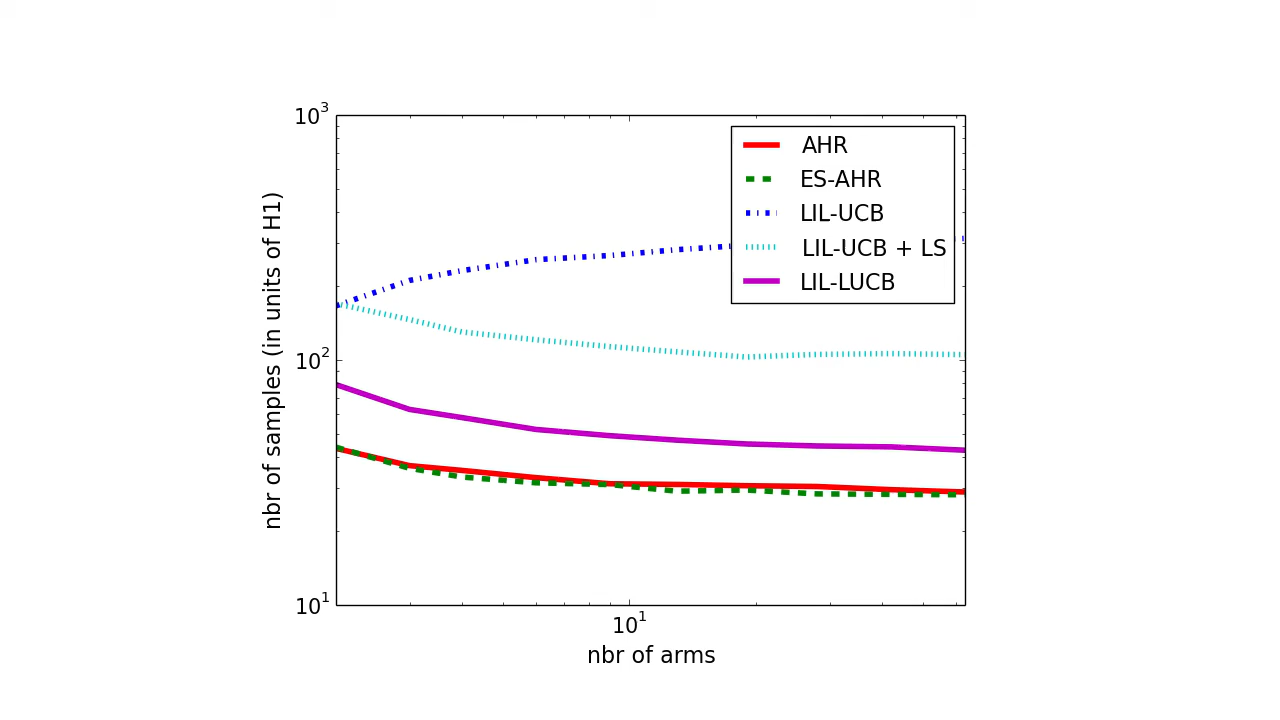 10³
10²
10¹
nbr of samples (in units of H1)
AHR
ES-AHR
LIL-UCB
LIL-UCB + LS
LIL-LUCB
10¹
nbr of arms